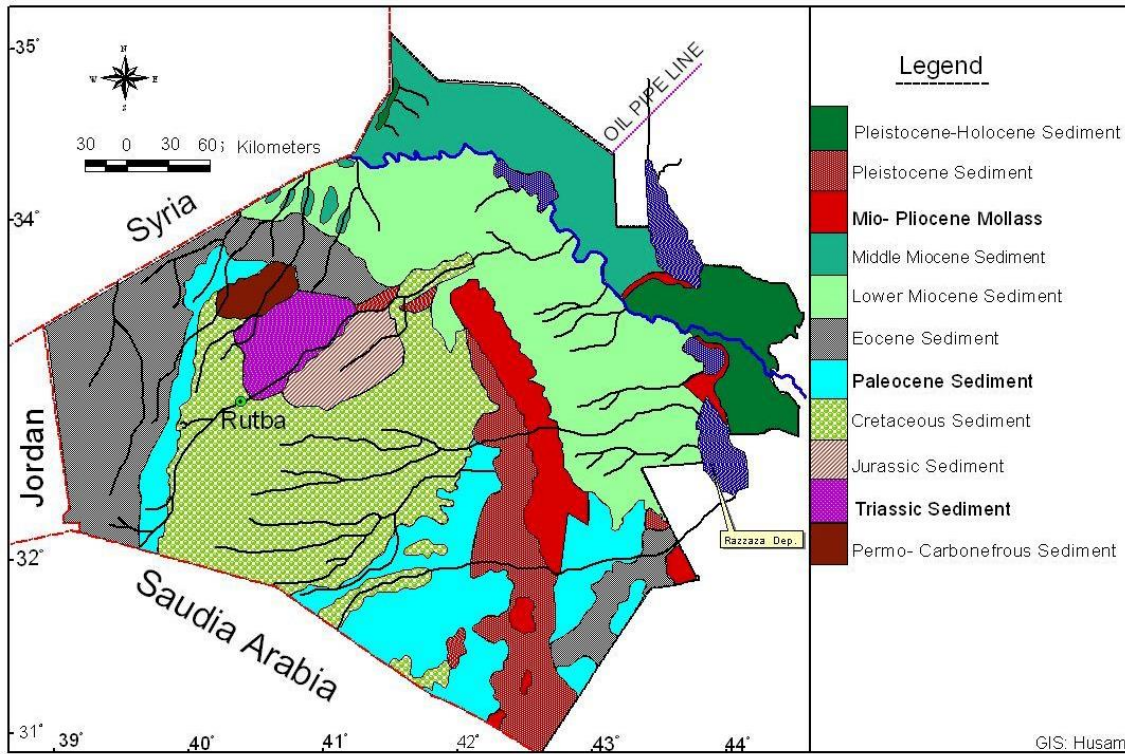 -35°
N
W E
S
30 0 30 60 Kilometers
OIL PIPE LINE
-34°
Syria
Jordan
Rutba
-32°
Razzaza Dep.
Saudia Arabia
-31°
39° 40° 41° 42° 43° 44°
Legend
Pleistocene-Holocene Sediment
Pleistocene Sediment
Mio- Pliocene Mollass
Middle Miocene Sediment
Lower Miocene Sediment
Eocene Sediment
Paleocene Sediment
Cretaceous Sediment
Jurassic Sediment
Triassic Sediment
Permo- Carbonefrous Sediment
GIS: Husam